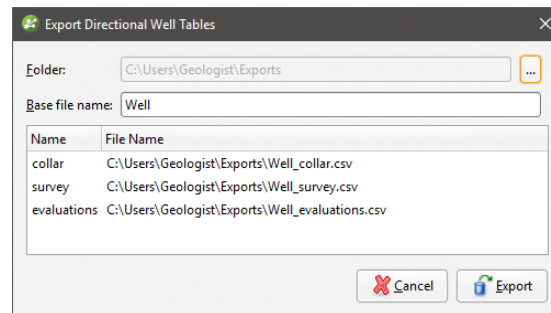 Export Directional Well Tables
Folder: C:\Users\Geologist\Exports ...
Base file name: Well
Name File Name
collar C:\Users\Geologist\Exports\Well_collar.csv
survey C:\Users\Geologist\Exports\Well_survey.csv
evaluations C:\Users\Geologist\Exports\Well_evaluations.csv
Cancel Export